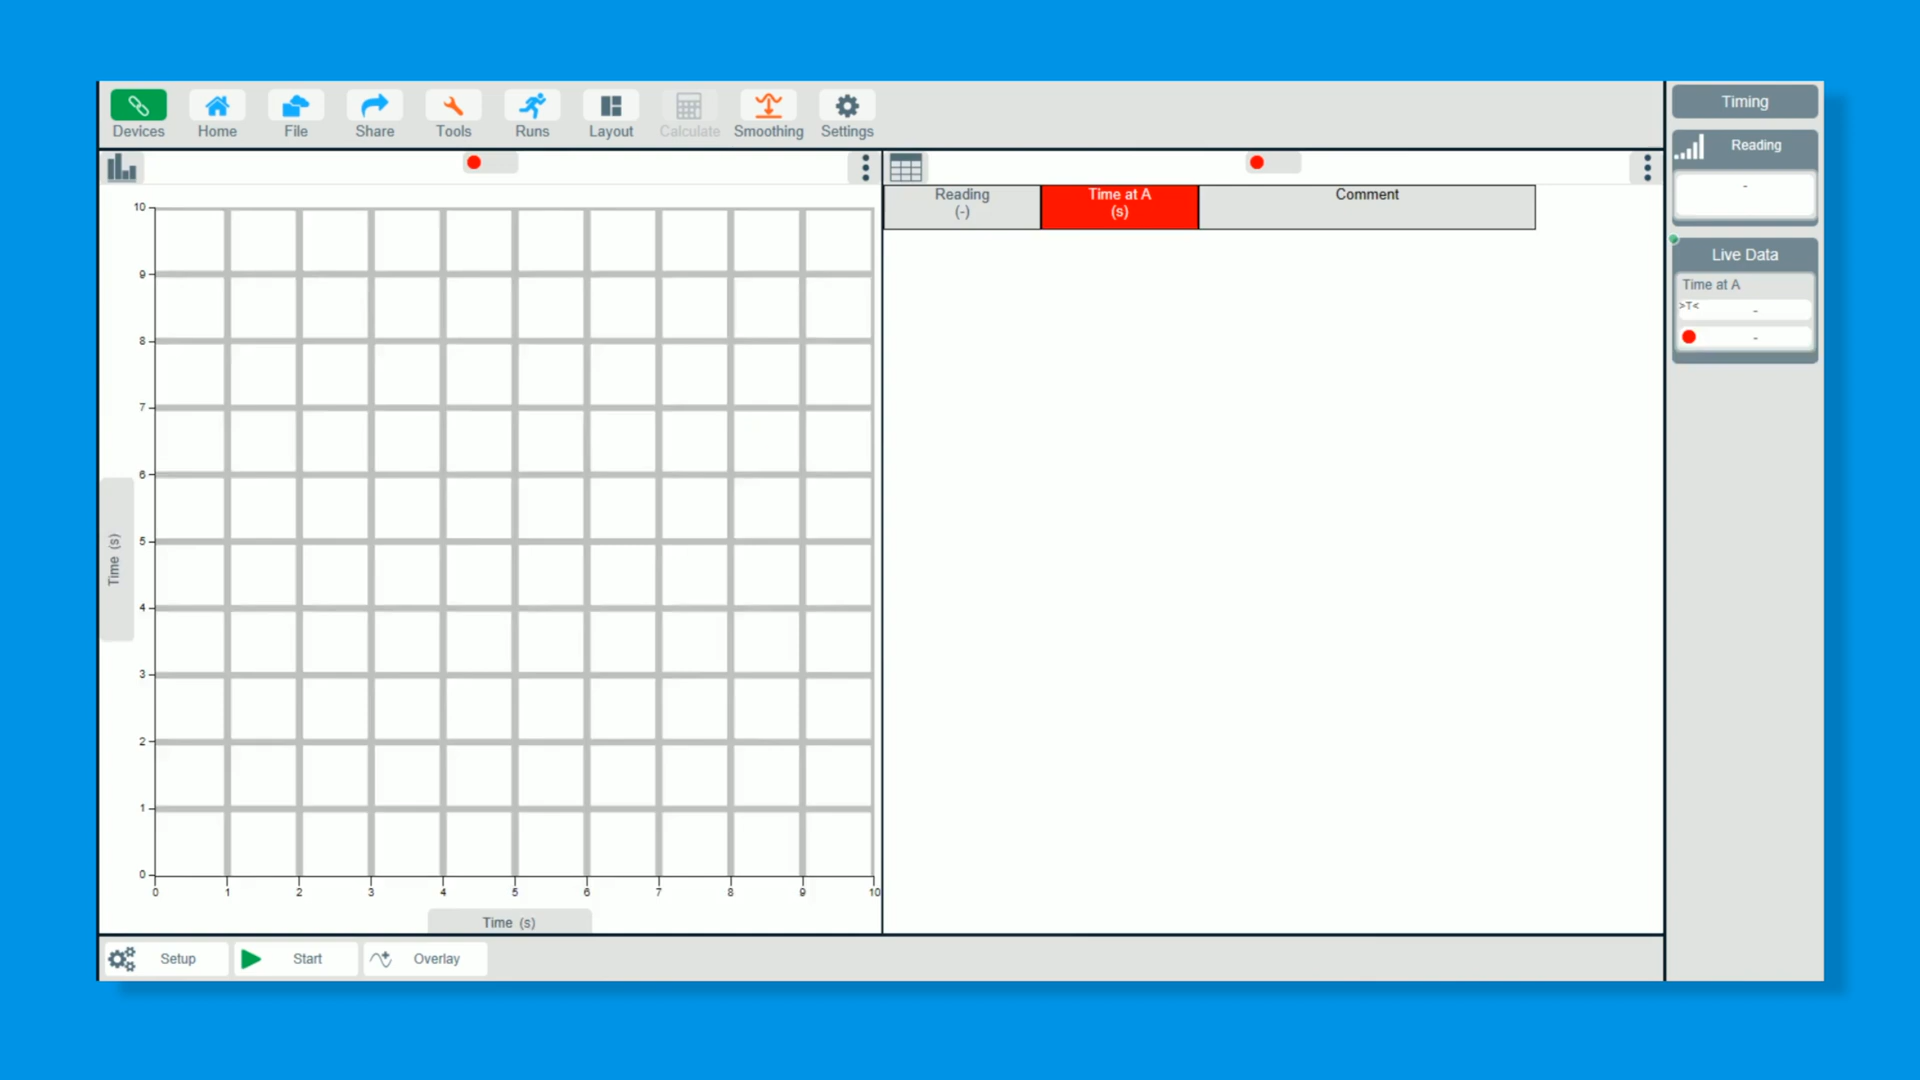 Devices Home File Share Tools Runs Layout Calculate Smoothing Settings
Timing
Reading
-
Live Data
Time at A
>T< -
-
Reading
(-)
Time at A
(s)
Comment
10
9
8
7
6
5
4
3
2
1
0
Time (s)
0 1 2 3 4 5 6 7 8 9 10
Time (s)
Setup Start Overlay